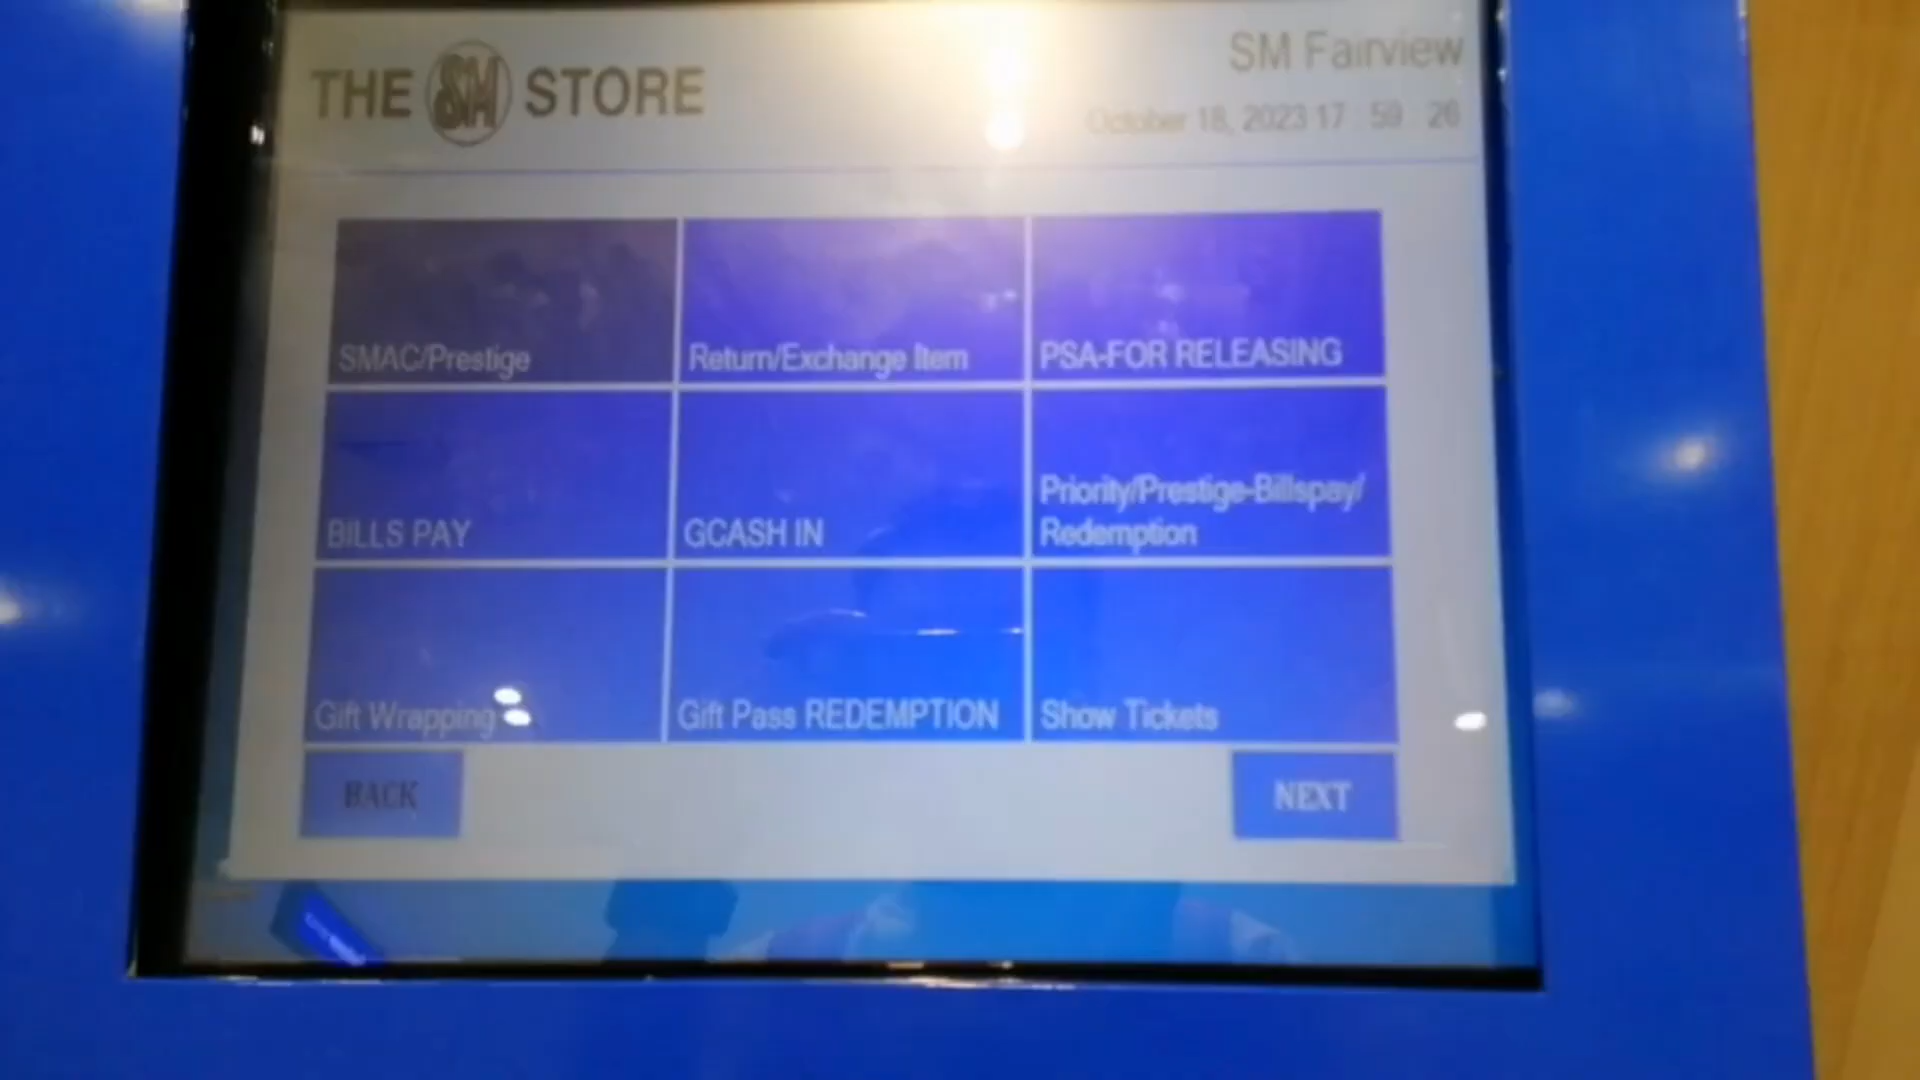 THE SM STORE
SM Fairview
October 18, 2023 17 : 59 : 26
SMAC/Prestige
Return/Exchange Item
PSA-FOR RELEASING
BILLS PAY
GCASH IN
Priority/Prestige-Billspay/
Redemption
Gift Wrapping
Gift Pass REDEMPTION
Show Tickets
BACK
NEXT